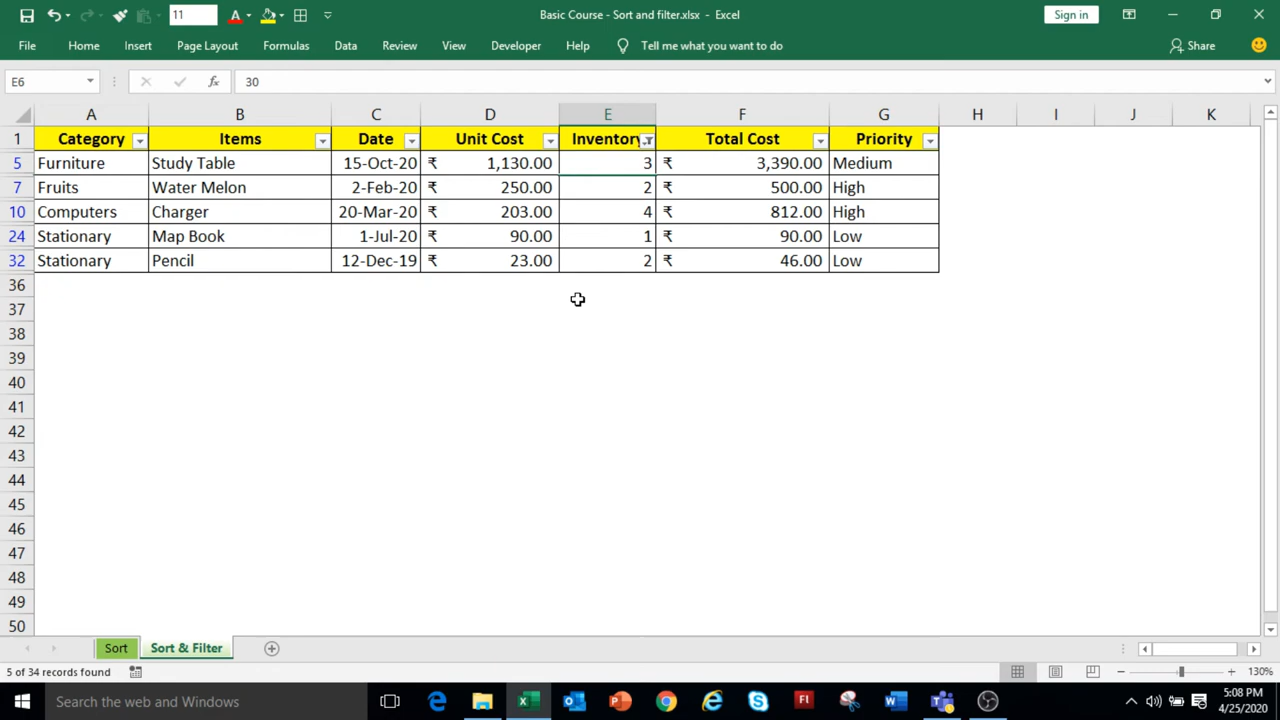 11 A Basic Course - Sort and filter.xlsx - Excel Sign in
File Home Insert Page Layout Formulas Data Review View Developer Help Tell me what you want to do Share
E6 fx 30
A B C D E F G H I J K
1 Category Items Date Unit Cost Inventory Total Cost Priority
5 Furniture Study Table 15-Oct-20 ₹ 1,130.00 3 ₹ 3,390.00 Medium
7 Fruits Water Melon 2-Feb-20 ₹ 250.00 2 ₹ 500.00 High
10 Computers Charger 20-Mar-20 ₹ 203.00 4 ₹ 812.00 High
24 Stationary Map Book 1-Jul-20 ₹ 90.00 1 ₹ 90.00 Low
32 Stationary Pencil 12-Dec-19 ₹ 23.00 2 ₹ 46.00 Low
36
37
38
39
40
41
42
43
44
45
46
47
48
49
50
Sort Sort & Filter
5 of 34 records found 130%
Search the web and Windows 5:08 PM
4/25/2020